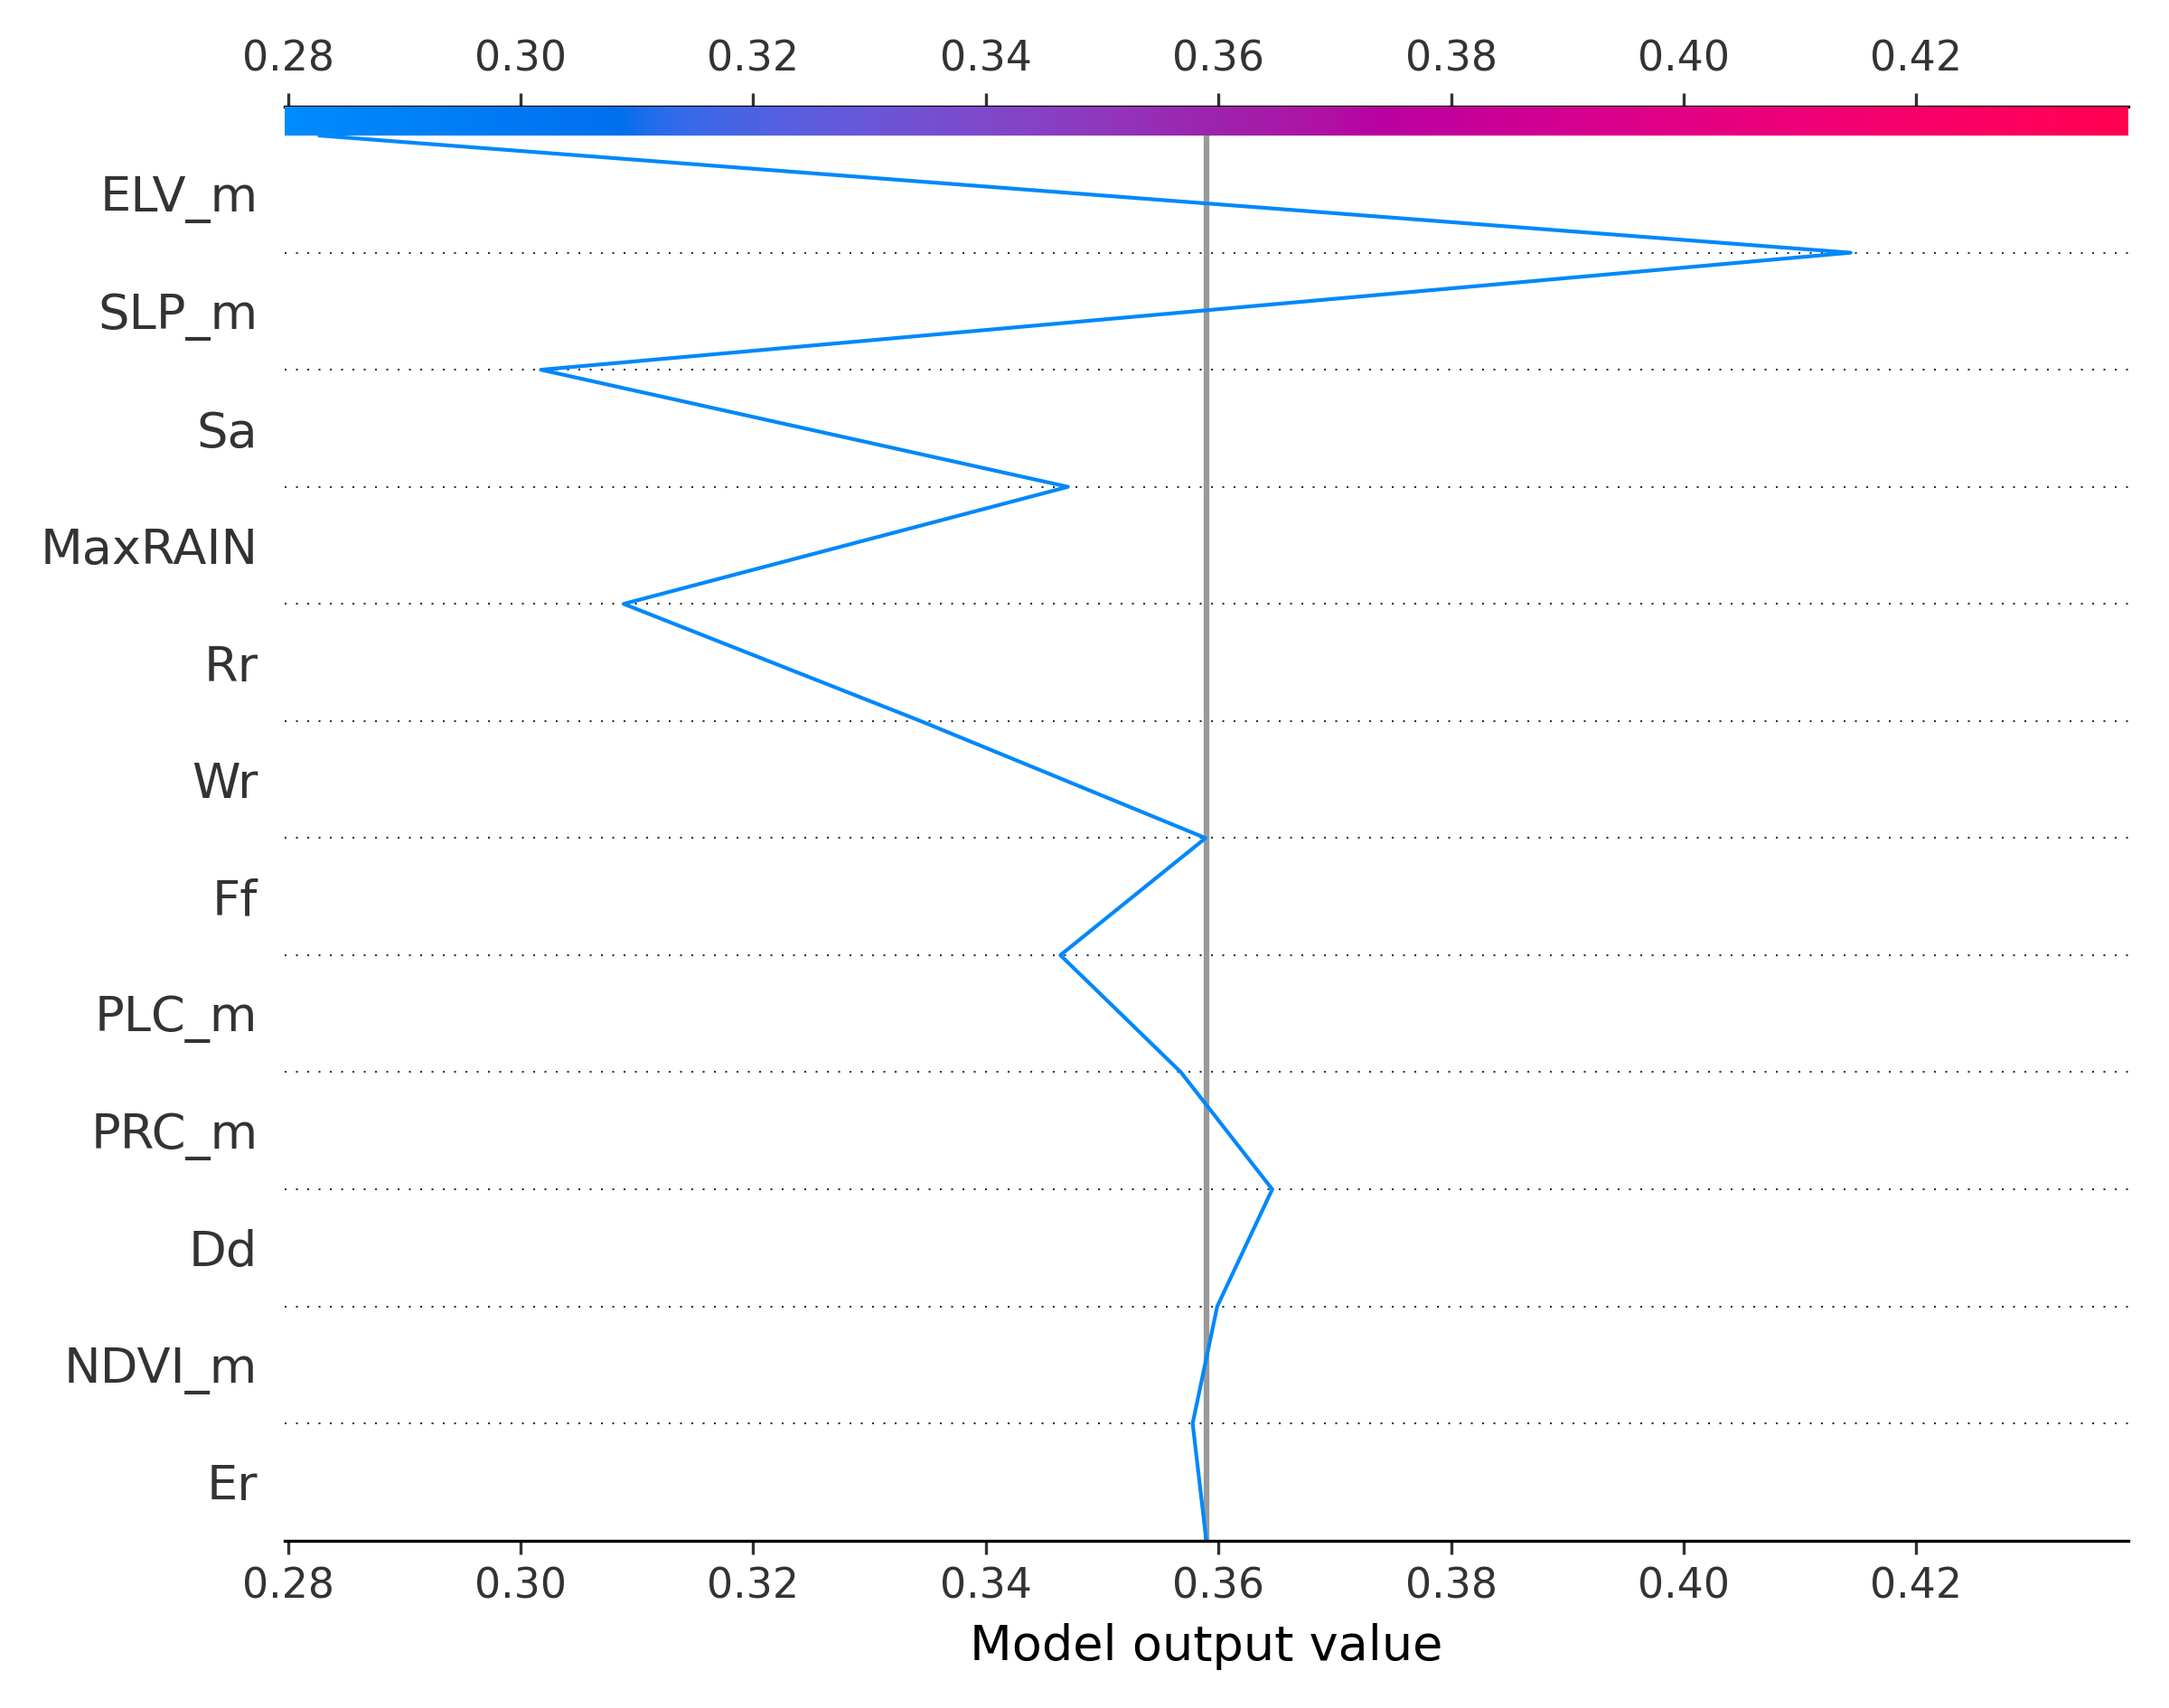 0.28 0.30 0.32 0.34 0.36 0.38 0.40 0.42
ELV_m
SLP_m
Sa
MaxRAIN
Rr
Wr
Ff
PLC_m
PRC_m
Dd
NDVI_m
Er
0.28 0.30 0.32 0.34 0.36 0.38 0.40 0.42
Model output value